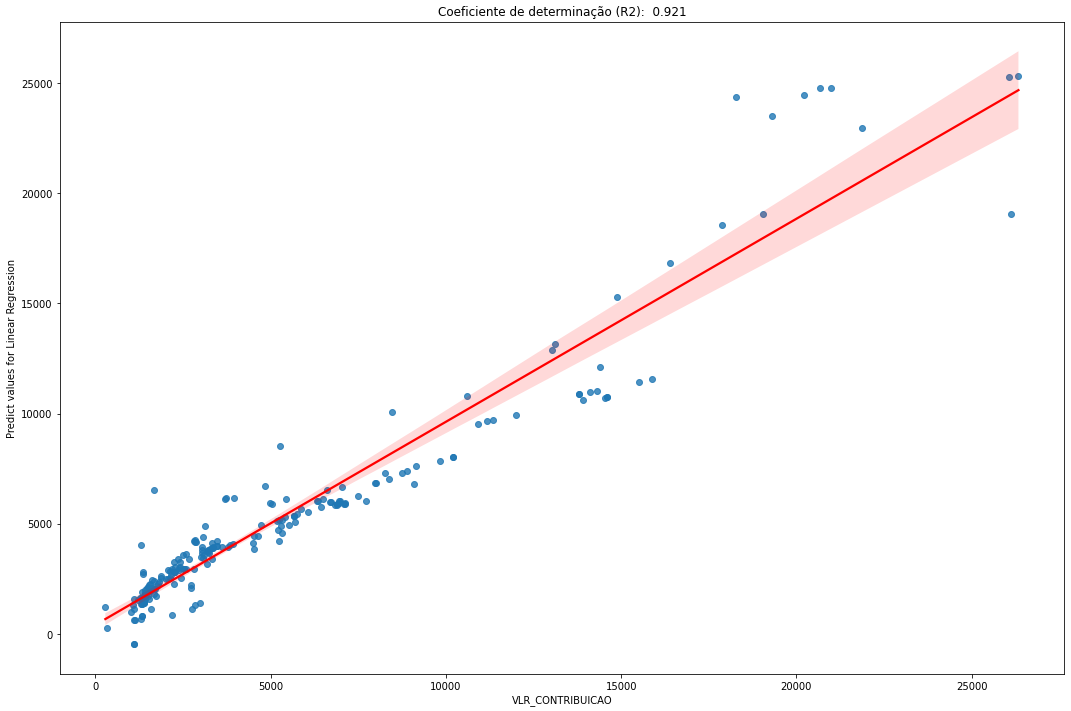 Coeficiente de determinação (R2):  0.921
25000
20000
15000
10000
5000
0
Predict values for Linear Regression
0 5000 10000 15000 20000 25000
VLR_CONTRIBUICAO